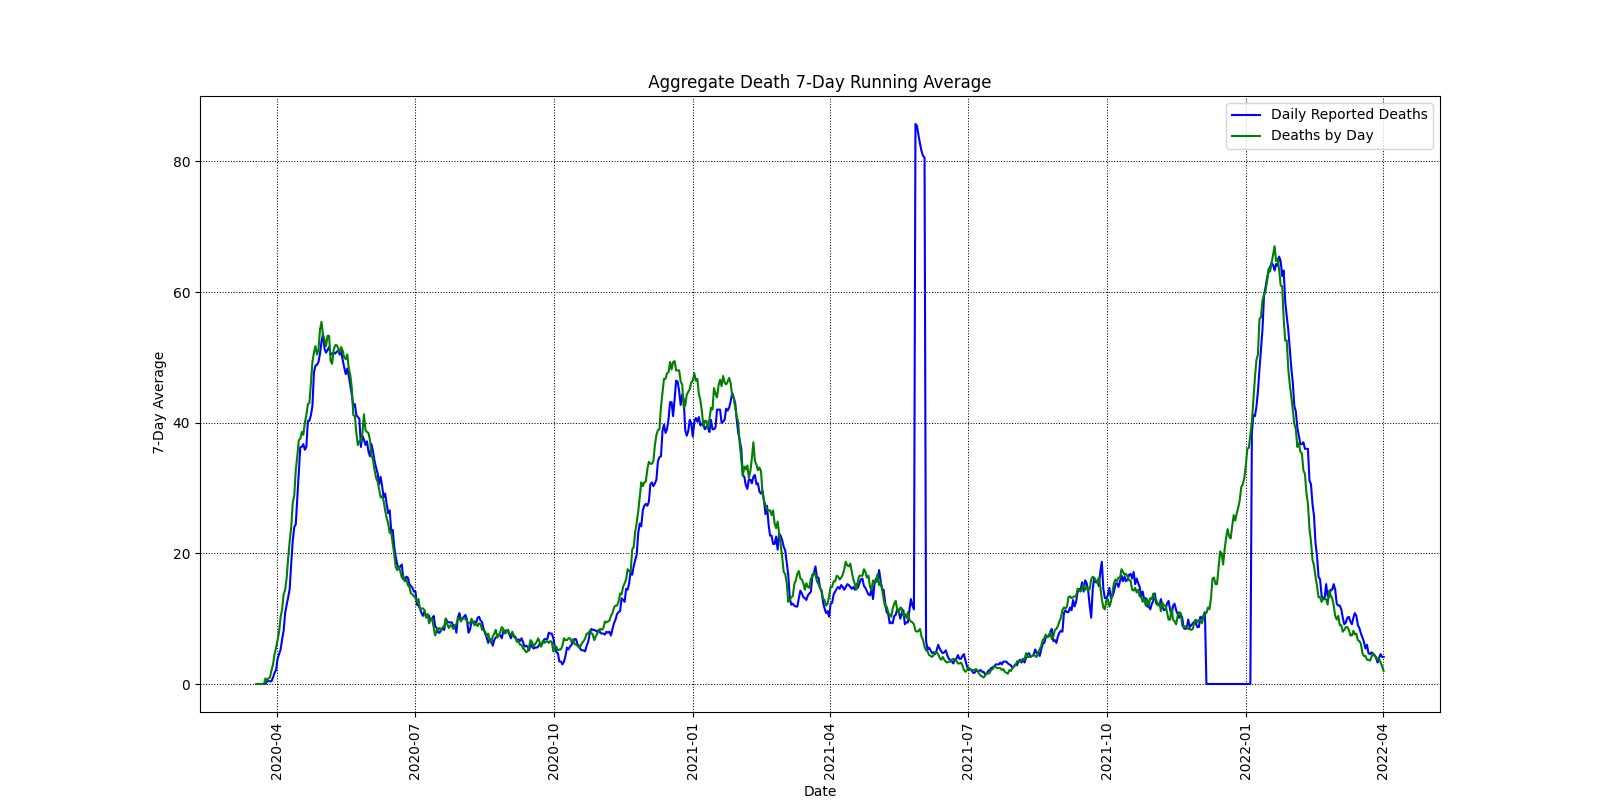 Aggregate Death 7-Day Running Average
Daily Reported Deaths
Deaths by Day
80
60
40
20
0
7-Day Average
2020-04
2020-07
2020-10
2021-01
2021-04
2021-07
2021-10
2022-01
2022-04
Date